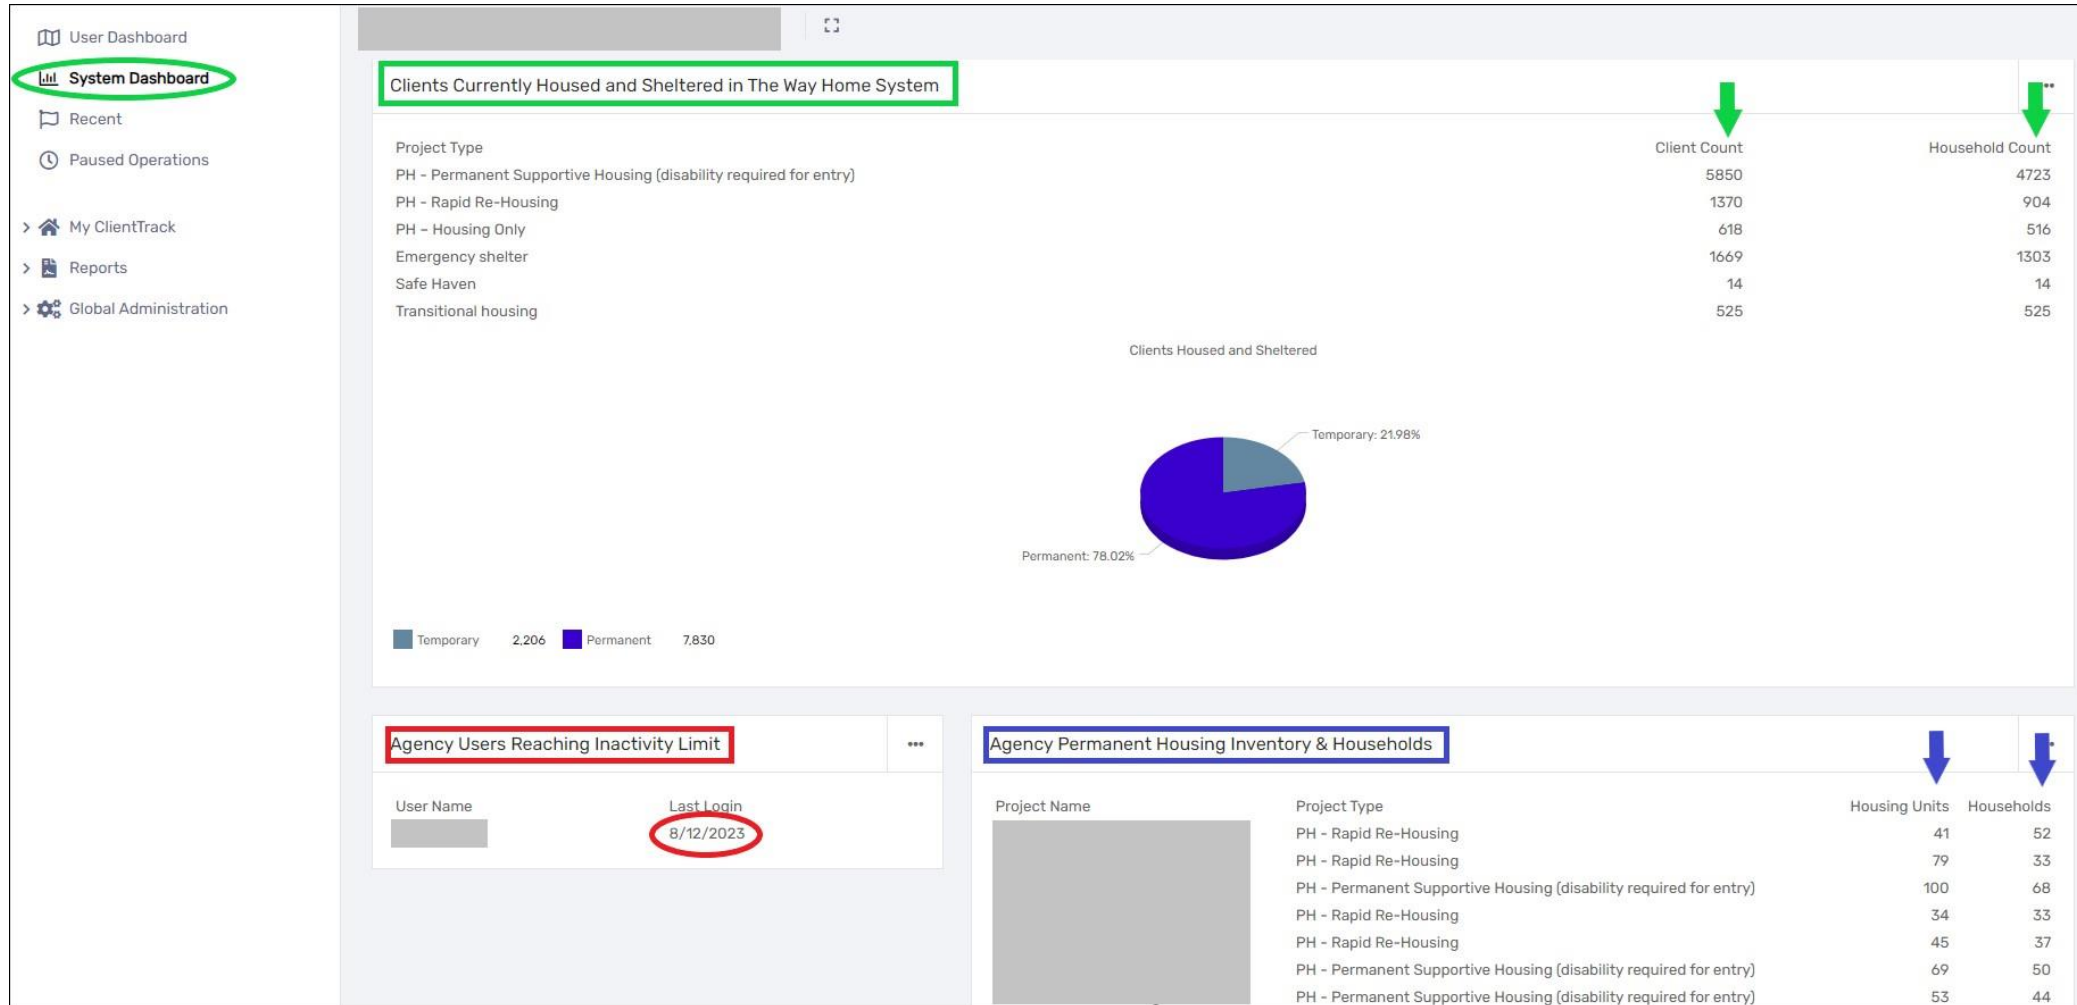 User Dashboard
System Dashboard
Recent
Paused Operations
My ClientTrack
Reports
Global Administration
Clients Currently Housed and Sheltered in The Way Home System
Project Type Client Count Household Count
PH - Permanent Supportive Housing (disability required for entry) 5850 4723
PH - Rapid Re-Housing 1370 904
PH – Housing Only 618 516
Emergency shelter 1669 1303
Safe Haven 14 14
Transitional housing 525 525
Clients Housed and Sheltered
Temporary: 21.98%
Permanent: 78.02%
Temporary 2,206 Permanent 7,830
Agency Users Reaching Inactivity Limit
User Name Last Login
8/12/2023
Agency Permanent Housing Inventory & Households
Project Name Project Type Housing Units Households
PH - Rapid Re-Housing 41 52
PH - Rapid Re-Housing 79 33
PH - Permanent Supportive Housing (disability required for entry) 100 68
PH - Rapid Re-Housing 34 33
PH - Rapid Re-Housing 45 37
PH - Permanent Supportive Housing (disability required for entry) 69 50
PH - Permanent Supportive Housing (disability required for entry) 53 44